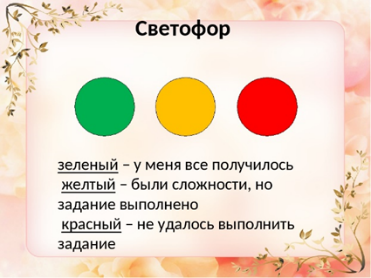 Светофор
зеленый – у меня все получилось
желтый – были сложности, но
задание выполнено
красный – не удалось выполнить
задание